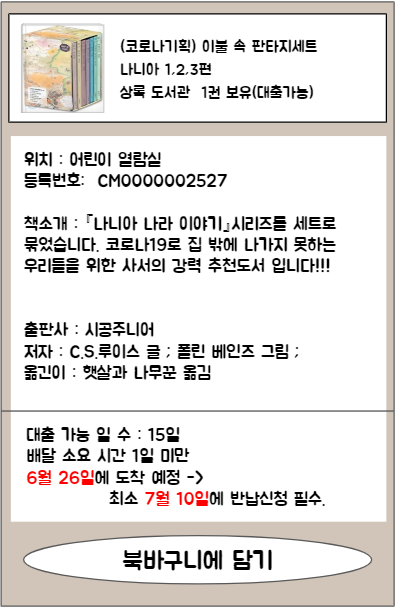 (코로나기획) 이불 속 판타지세트
나니아 1,2,3편
상록 도서관 1권 보유(대출가능)
위치 : 어린이 열람실
등록번호: CM0000002527
책소개 : 『나니아 나라 이야기』시리즈를 세트로
묶었습니다. 코로나19로 집 밖에 나가지 못하는
우리들을 위한 사서의 강력 추천도서 입니다!!!
출판사 : 시공주니어
저자 : C.S.루이스 글 ; 폴린 베인즈 그림 ;
옮긴이 : 햇살과 나무꾼 옮김
대출 가능 일 수 : 15일
배달 소요 시간 1일 미만
6월 26일에 도착 예정 ->
최소 7월 10일에 반납신청 필수.
북바구니에 담기